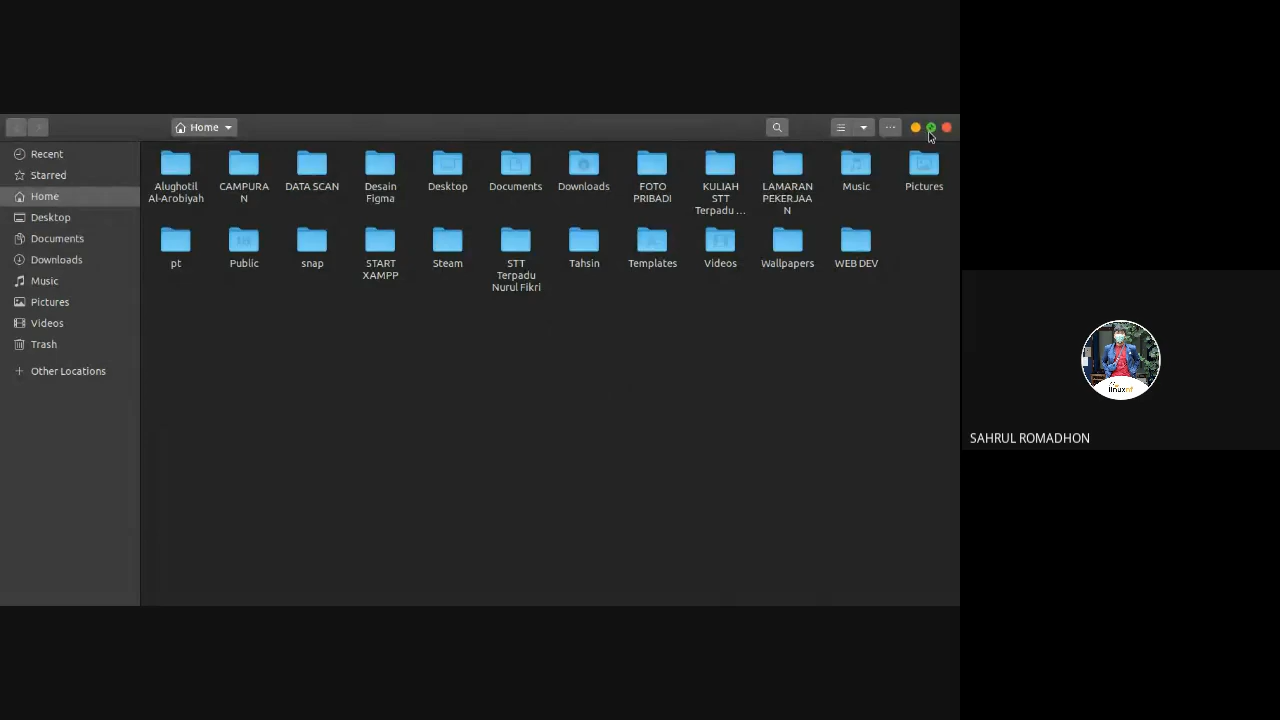 Home
Recent
Starred
Home
Desktop
Documents
Downloads
Music
Pictures
Videos
Trash
Other Locations
Alughotil
Al-Arobiyah
CAMPURA
N
DATA SCAN
Desain
Figma
Desktop
Documents
Downloads
FOTO
PRIBADI
KULIAH
STT
Terpadu ...
LAMARAN
PEKERJAA
N
Music
Pictures
pt
Public
snap
START
XAMPP
Steam
STT
Terpadu
Nurul Fikri
Tahsin
Templates
Videos
Wallpapers
WEB DEV
linuxnf
SAHRUL ROMADHON